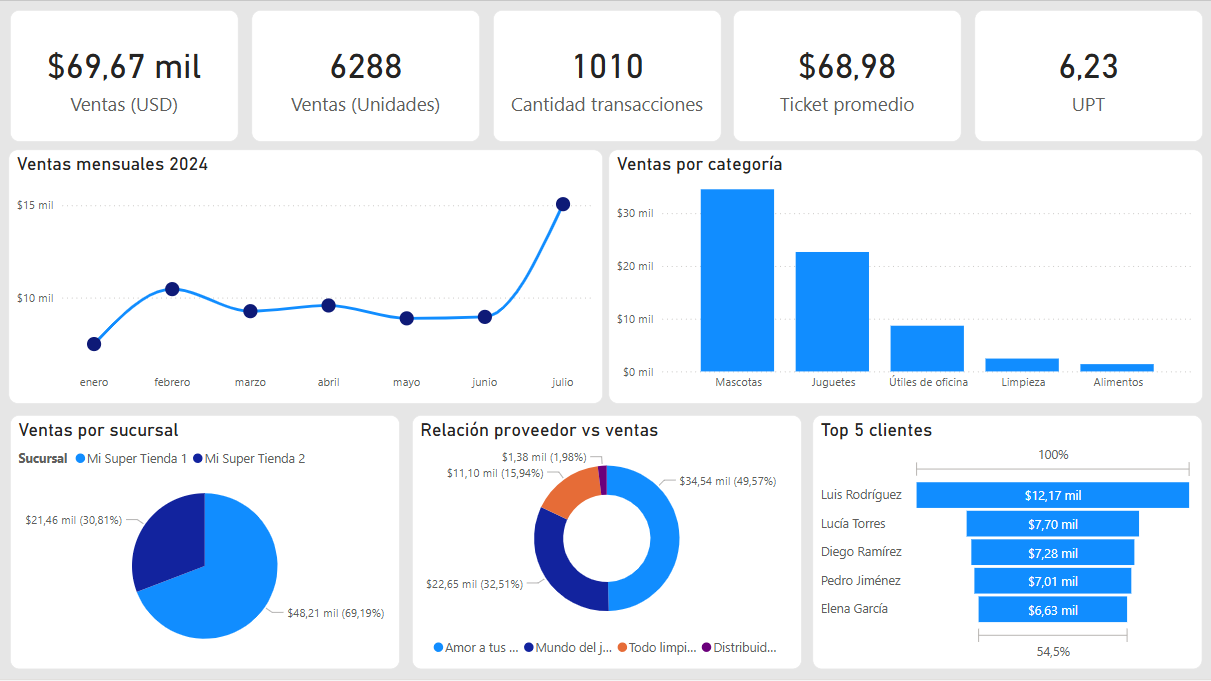 $69,67 mil
Ventas (USD)
6288
Ventas (Unidades)
1010
Cantidad transacciones
$68,98
Ticket promedio
6,23
UPT
Ventas mensuales 2024
$15 mil
$10 mil
enero febrero marzo abril mayo junio julio
Ventas por categoría
$30 mil
$20 mil
$10 mil
$0 mil
Mascotas Juguetes Útiles de oficina Limpieza Alimentos
Ventas por sucursal
Sucursal Mi Super Tienda 1 Mi Super Tienda 2
$21,46 mil (30,81%)
$48,21 mil (69,19%)
Relación proveedor vs ventas
$1,38 mil (1,98%)
$11,10 mil (15,94%)
$34,54 mil (49,57%)
$22,65 mil (32,51%)
Amor a tus ... Mundo del j... Todo limpi... Distribuid...
Top 5 clientes
100%
Luis Rodríguez $12,17 mil
Lucía Torres $7,70 mil
Diego Ramírez $7,28 mil
Pedro Jiménez $7,01 mil
Elena García $6,63 mil
54,5%